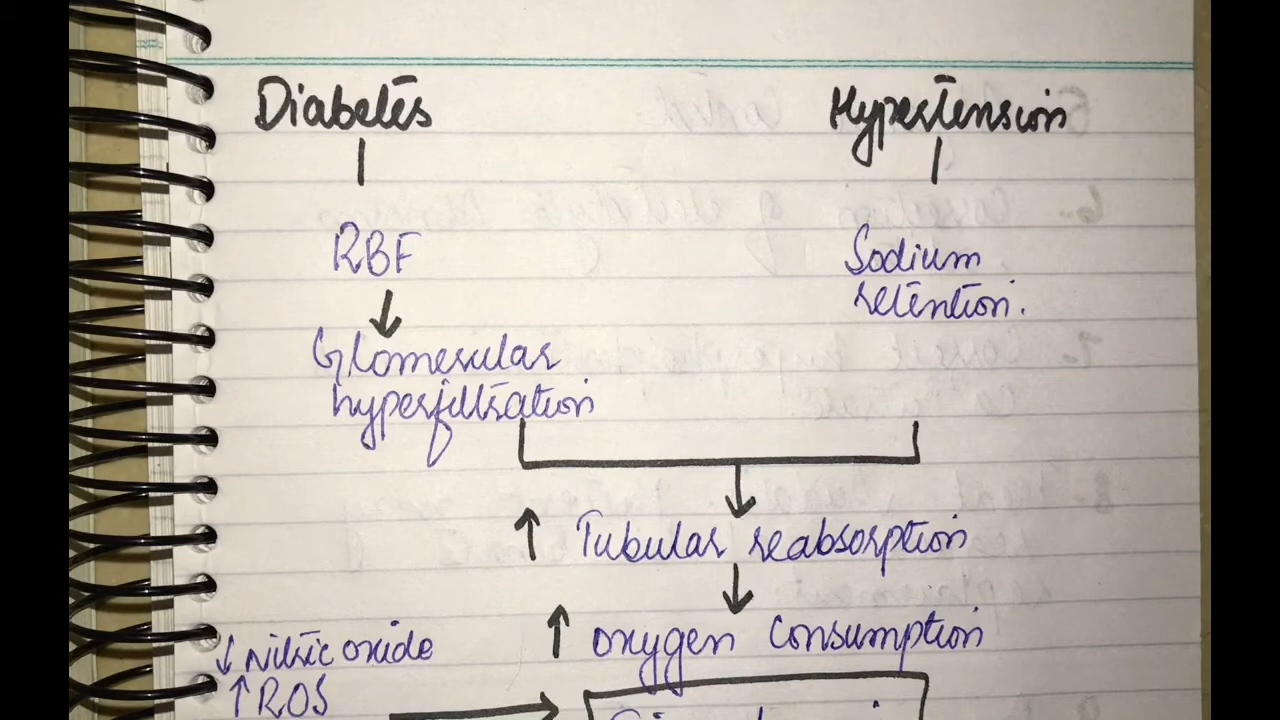 Diabetes
Hypertension
RBF
Sodium
retention.
↓
Glomerular
hyperfiltration
↓
↑ Tubular reabsorption
↓
↑ oxygen consumption
↓ Nitric oxide
↑ ROS
→